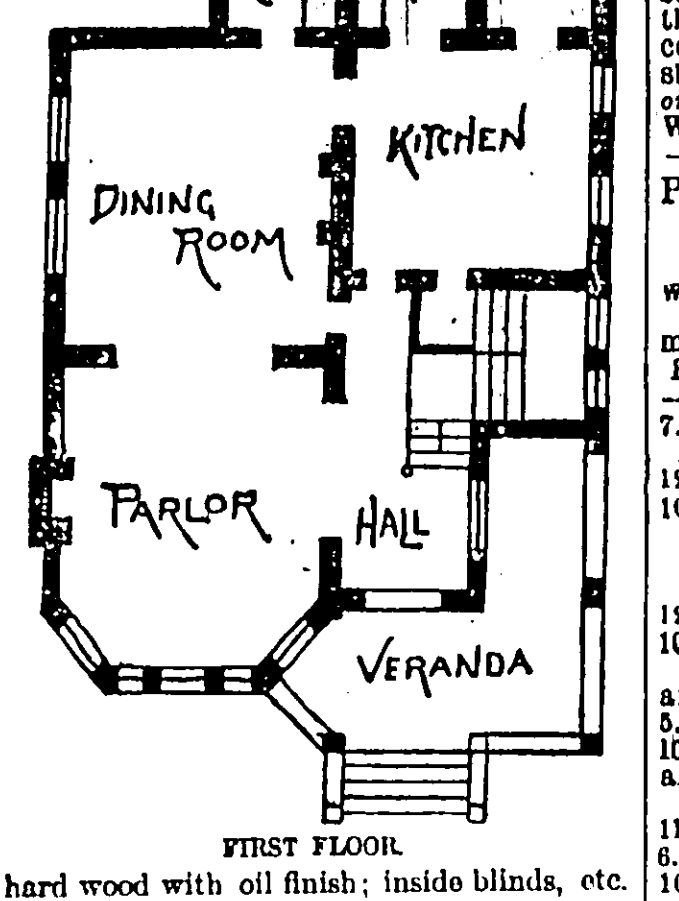 KITCHEN
DINING
ROOM
PARLOR
HALL
VERANDA
FIRST FLOOR
hard wood with oil finish; inside blinds, etc.